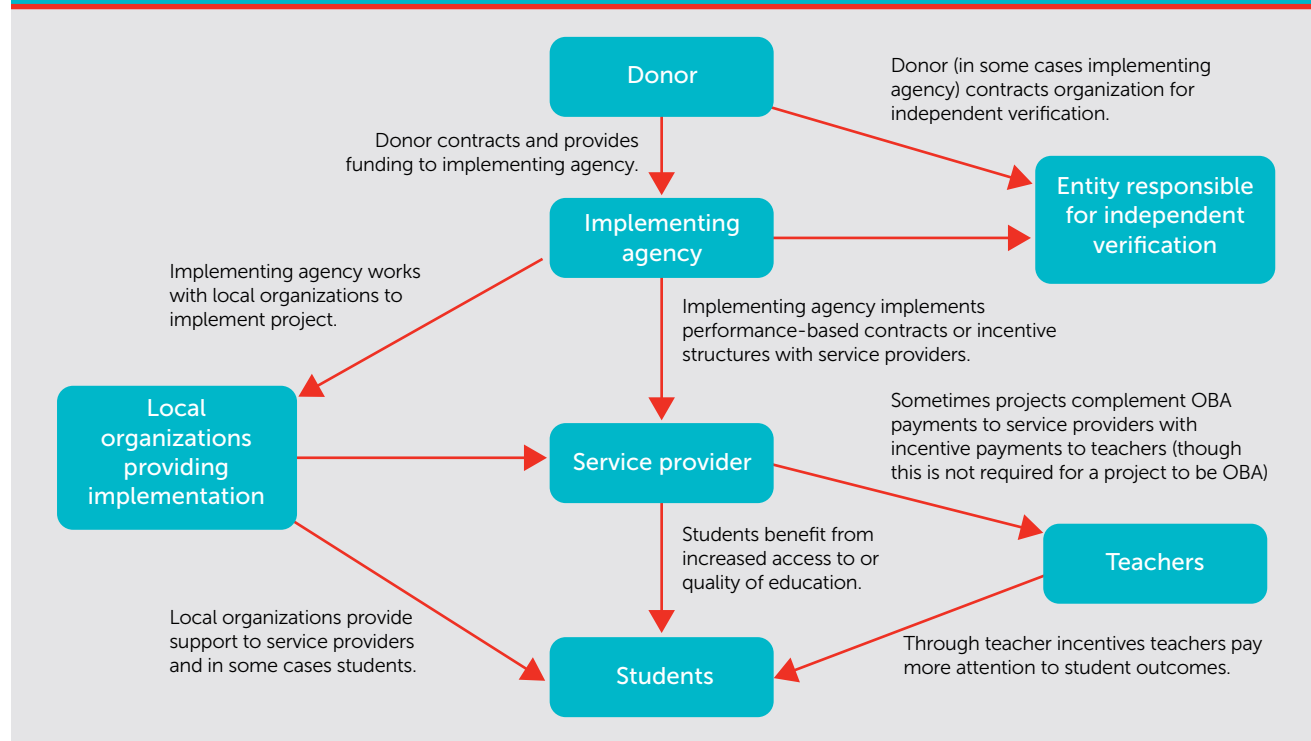 Donor
Donor (in some cases implementing
agency) contracts organization for
independent verification.
Donor contracts and provides
funding to implementing agency.
Entity responsible
for independent
verification
Implementing
agency
Implementing agency works
with local organizations to
implement project.
Implementing agency implements
performance-based contracts or incentive
structures with service providers.
Local
organizations
providing
implementation
Service provider
Sometimes projects complement OBA
payments to service providers with
incentive payments to teachers (though
this is not required for a project to be OBA)
Students benefit from
increased access to or
quality of education.
Teachers
Local organizations provide
support to service providers
and in some cases students.
Students
Through teacher incentives teachers pay
more attention to student outcomes.